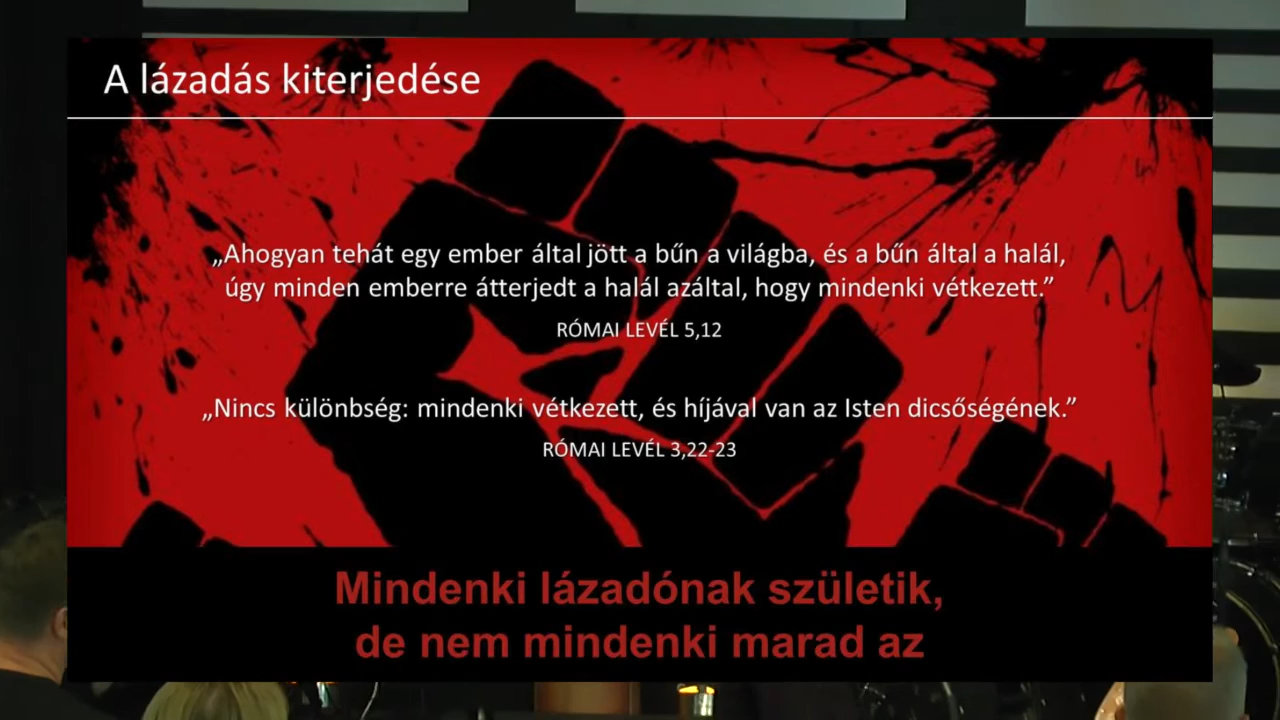 A lázadás kiterjedése
„Ahogyan tehát egy ember által jött a bűn a világba, és a bűn által a halál,
úgy minden emberre átterjedt a halál azáltal, hogy mindenki vétkezett.”
RÓMAI LEVÉL 5,12
„Nincs különbség: mindenki vétkezett, és híjával van az Isten dicsőségének.”
RÓMAI LEVÉL 3,22-23
Mindenki lázadónak születik,
de nem mindenki marad az